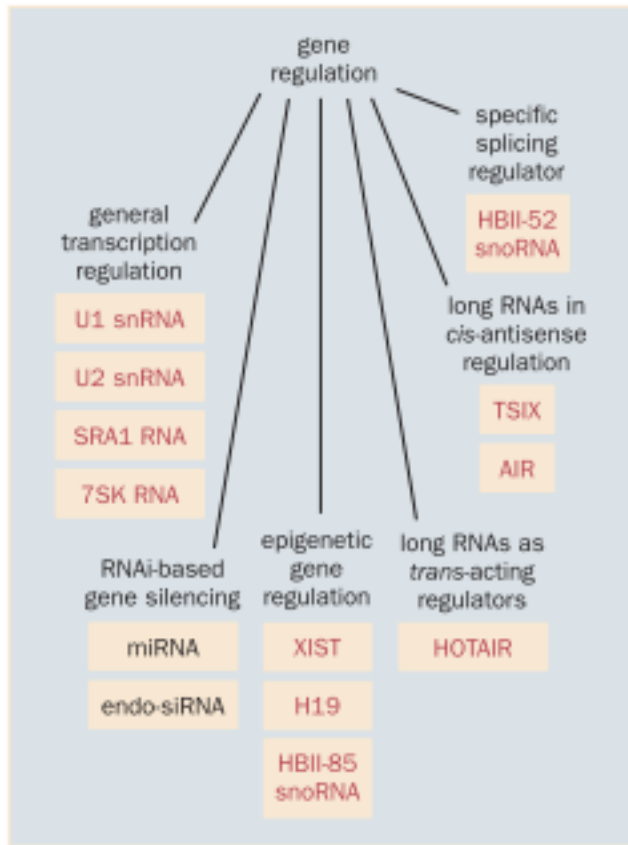 gene
regulation
specific
splicing
regulator
HBII-52
snoRNA
general
transcription
regulation
U1 snRNA
U2 snRNA
SRA1 RNA
7SK RNA
long RNAs in
cis-antisense
regulation
TSIX
AIR
RNAi-based
gene silencing
miRNA
endo-siRNA
epigenetic
gene
regulation
XIST
H19
HBII-85
snoRNA
long RNAs as
trans-acting
regulators
HOTAIR